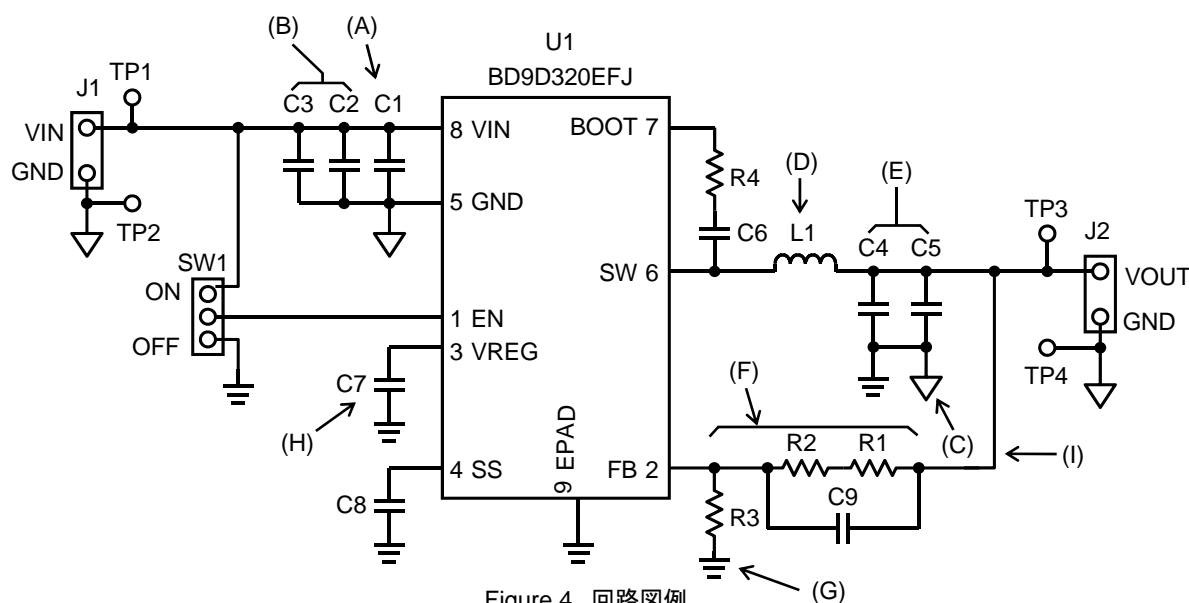 (B)
(A)
U1
BD9D320EFJ
J1
TP1
C3
C2
C1
VIN
GND
TP2
8 VIN
BOOT 7
5 GND
R4
C6
(D)
L1
(E)
C4
C5
TP3
J2
VOUT
GND
TP4
SW 6
SW1
ON
OFF
1 EN
3 VREG
C7
(H)
4 SS
C8
9 EPAD
FB 2
(F)
R2
R1
C9
R3
(C)
(I)
(G)
Figure 4. 回路図例